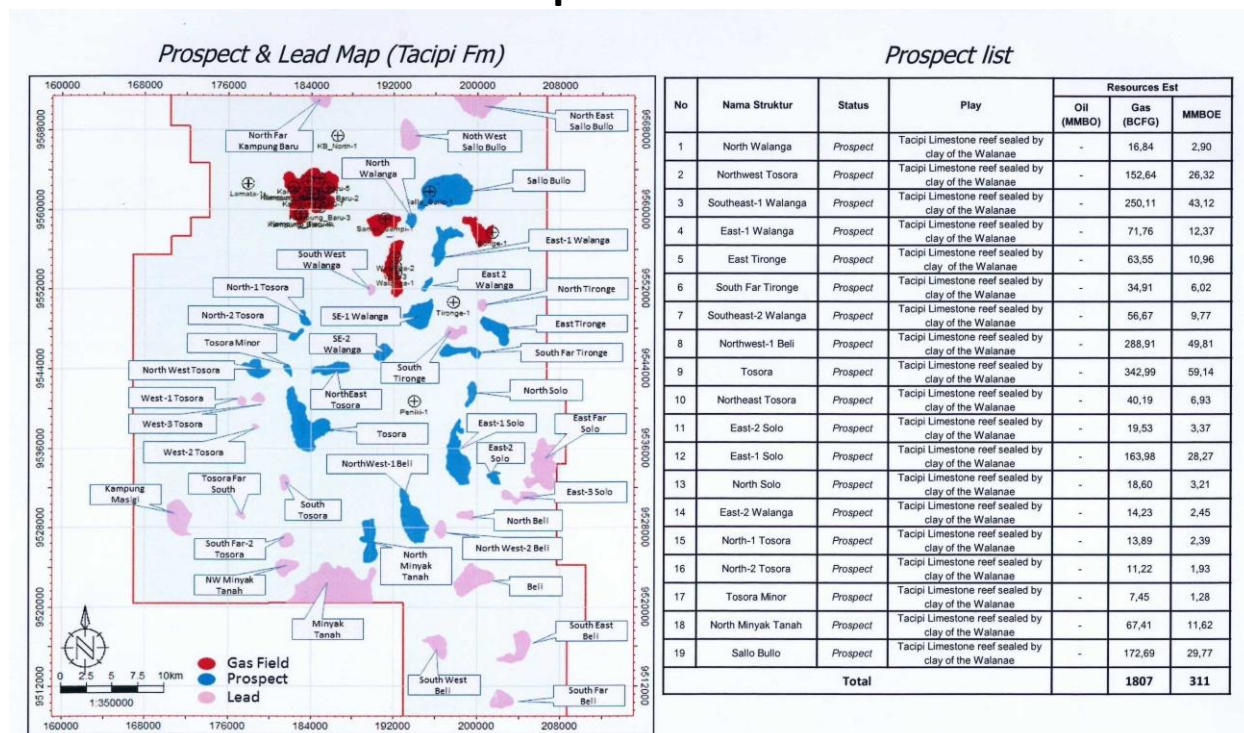 Prospect & Lead Map (Tacipi Fm)
160000 168000 176000 184000 192000 200000 208000
9568000
9560000
9552000
9544000
9536000
9528000
9520000
9512000
9568000
9560000
9552000
9544000
9536000
9528000
9520000
9512000
North Far
Kampung Baru
KB_North-1
Noth West
Sallo Bullo
North East
Sallo Bullo
North
Walanga
Sallo Bullo
Lamata-1
East-1 Walanga
South West
Walanga
Walanga-1
East 2
Walanga
North Tironge
North-1 Tosora
SE-1 Walanga
Tironge-1
North-2 Tosora
East Tironge
Tosora Minor
SE-2
Walanga
South Far Tironge
North West Tosora
South
Tironge
NorthEast
Tosora
North Solo
West-1 Tosora
Peniki-1
West-3 Tosora
Tosora
East-1 Solo
East Far
Solo
West-2 Tosora
East-2
Solo
NorthWest-1 Beli
Tosora Far
South
Kampung
Masigi
South
Tosora
East-3 Solo
North Beli
South Far-2
Tosora
North West-2 Beli
North
Minyak
Tanah
NW Minyak
Tanah
Beli
Minyak
Tanah
South East
Beli
South West
Beli
South Far
Beli
N
0 2.5 5 7.5 10km
1:350000
Gas Field
Prospect
Lead
160000 168000 176000 184000 192000 200000 208000
Prospect list
No Nama Struktur Status Play Resources Est
Oil (MMBO) Gas (BCFG) MMBOE
1 North Walanga Prospect Tacipi Limestone reef sealed by clay of the Walanae - 16,84 2,90
2 Northwest Tosora Prospect Tacipi Limestone reef sealed by clay of the Walanae - 152,64 26,32
3 Southeast-1 Walanga Prospect Tacipi Limestone reef sealed by clay of the Walanae - 250,11 43,12
4 East-1 Walanga Prospect Tacipi Limestone reef sealed by clay of the Walanae - 71,76 12,37
5 East Tironge Prospect Tacipi Limestone reef sealed by clay of the Walanae - 63,55 10,96
6 South Far Tironge Prospect Tacipi Limestone reef sealed by clay of the Walanae - 34,91 6,02
7 Southeast-2 Walanga Prospect Tacipi Limestone reef sealed by clay of the Walanae - 56,67 9,77
8 Northwest-1 Beli Prospect Tacipi Limestone reef sealed by clay of the Walanae - 288,91 49,81
9 Tosora Prospect Tacipi Limestone reef sealed by clay of the Walanae - 342,99 59,14
10 Northeast Tosora Prospect Tacipi Limestone reef sealed by clay of the Walanae - 40,19 6,93
11 East-2 Solo Prospect Tacipi Limestone reef sealed by clay of the Walanae - 19,53 3,37
12 East-1 Solo Prospect Tacipi Limestone reef sealed by clay of the Walanae - 163,98 28,27
13 North Solo Prospect Tacipi Limestone reef sealed by clay of the Walanae - 18,60 3,21
14 East-2 Walanga Prospect Tacipi Limestone reef sealed by clay of the Walanae - 14,23 2,45
15 North-1 Tosora Prospect Tacipi Limestone reef sealed by clay of the Walanae - 13,89 2,39
16 North-2 Tosora Prospect Tacipi Limestone reef sealed by clay of the Walanae - 11,22 1,93
17 Tosora Minor Prospect Tacipi Limestone reef sealed by clay of the Walanae - 7,45 1,28
18 North Minyak Tanah Prospect Tacipi Limestone reef sealed by clay of the Walanae - 67,41 11,62
19 Sallo Bullo Prospect Tacipi Limestone reef sealed by clay of the Walanae - 172,69 29,77
Total 1807 311